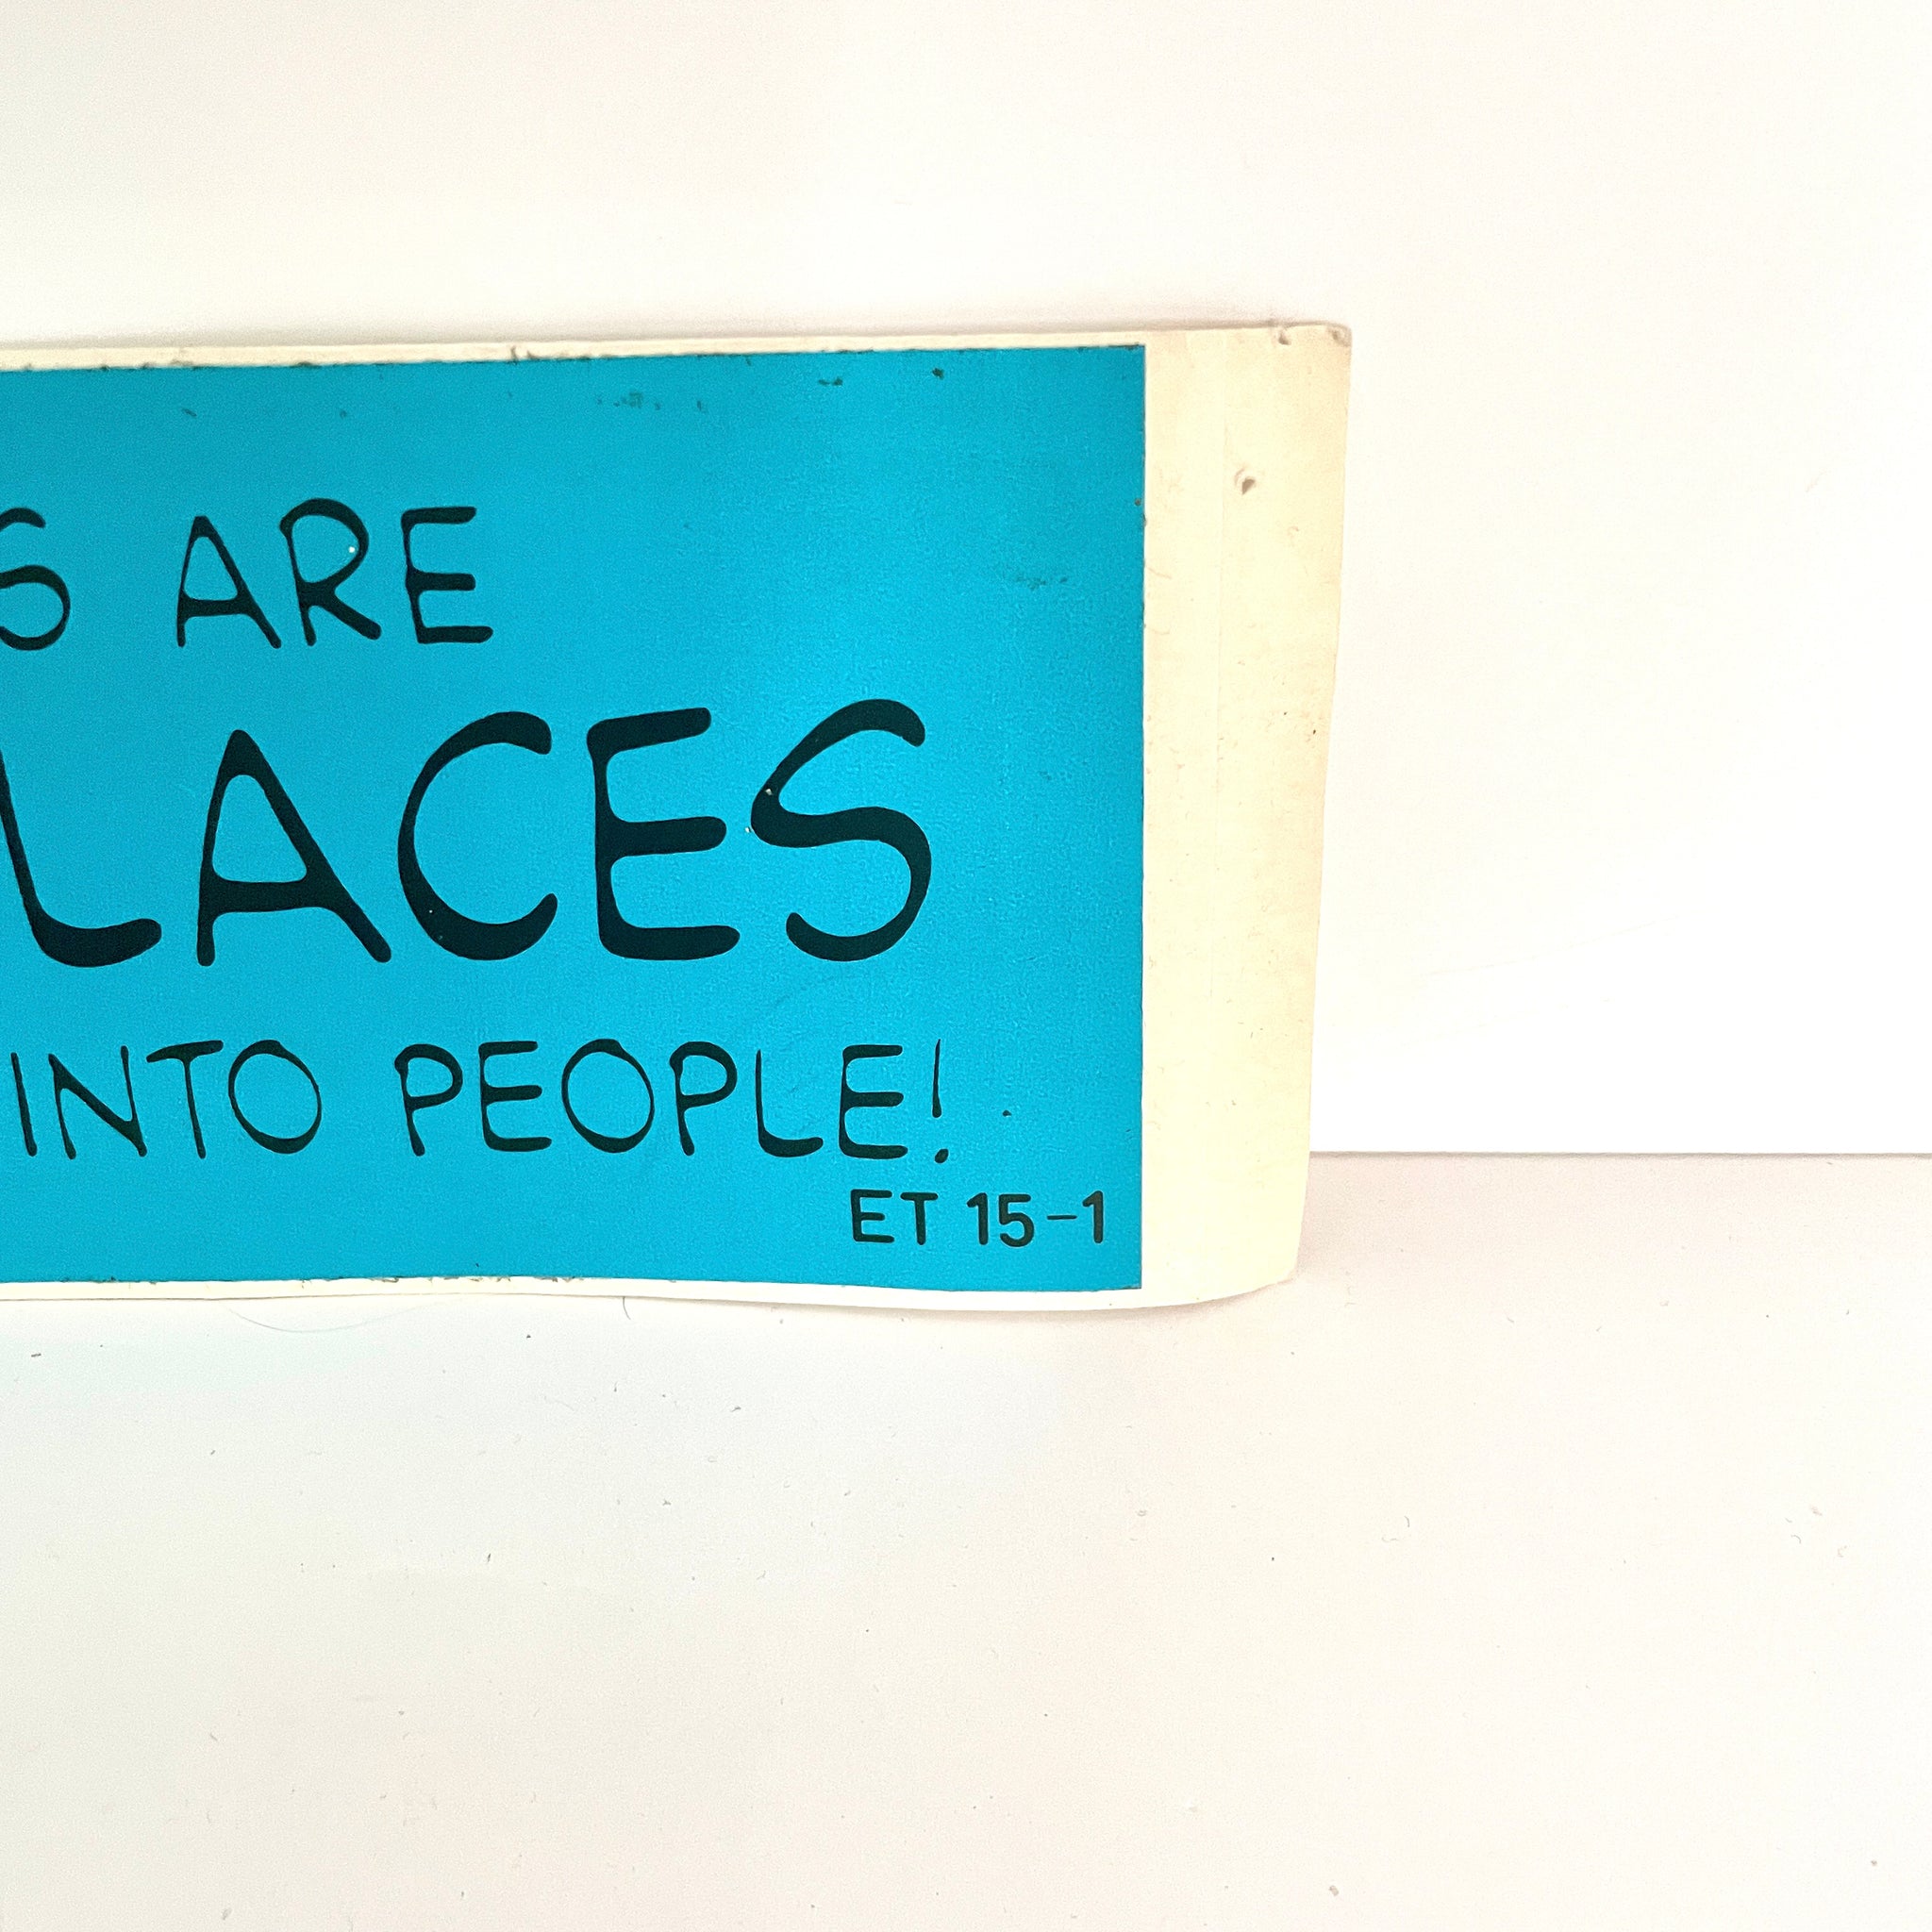 S ARE
LACES
INTO PEOPLE!
ET 15-1